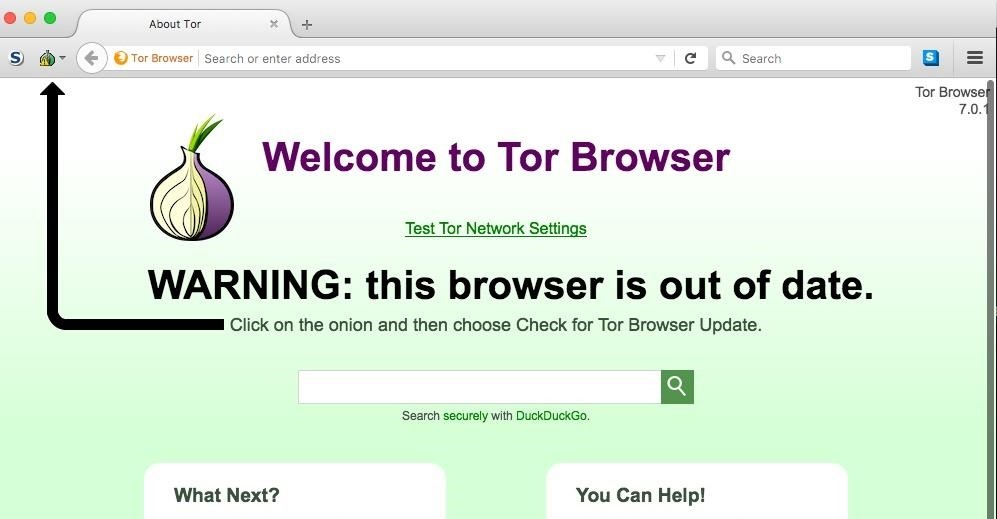 About Tor
Tor Browser
Search or enter address
Search
Tor Browser
7.0.1
Welcome to Tor Browser
Test Tor Network Settings
WARNING: this browser is out of date.
Click on the onion and then choose Check for Tor Browser Update.
Search securely with DuckDuckGo.
What Next?
You Can Help!